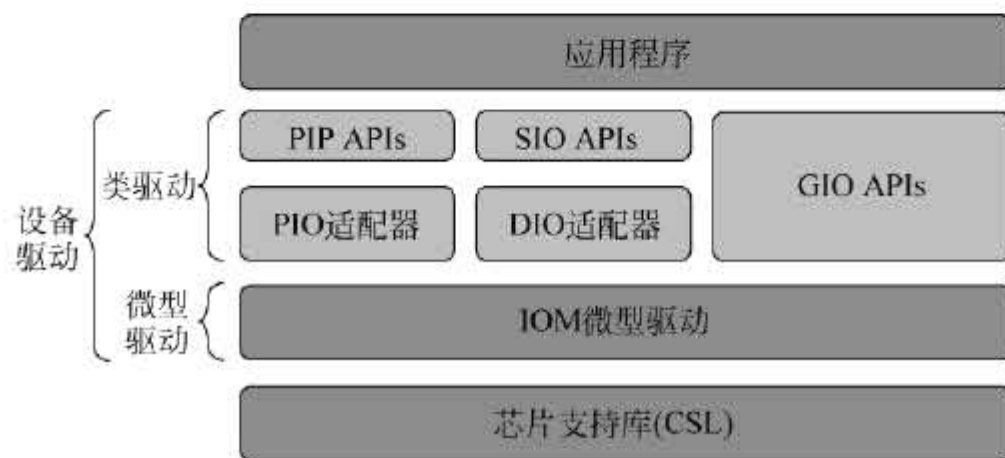 应用程序
PIP APIs
SIO APIs
GIO APIs
类驱动
设备
驱动
PIO适配器
DIO适配器
微型
驱动
IOM微型驱动
芯片支持库(CSL)